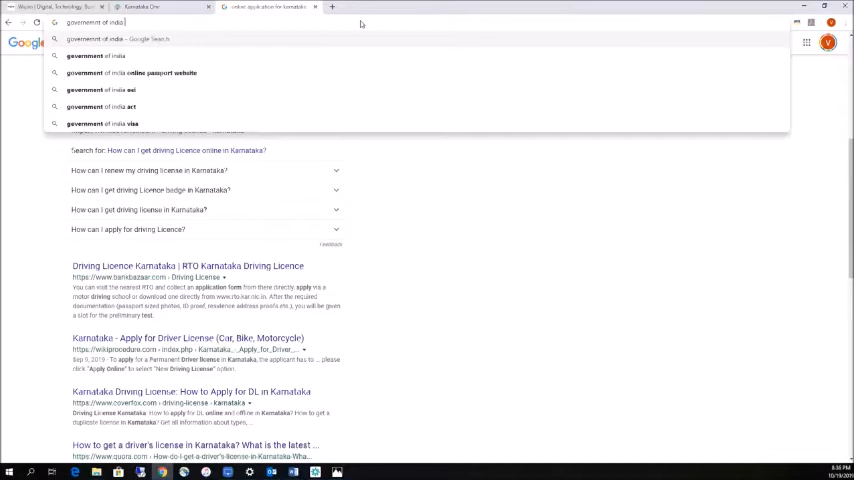 Wipro | Digital, Technology, Busi
Karnataka One
online application for karnataka
governemnt of india
governemnt of india - Google Search
government of india
government of india online passport website
government of india oci
government of india act
government of india visa
Google
Search for: How can I get driving Licence online in Karnataka?
How can I renew my driving license in Karnataka?
How can I get driving Licence badge in Karnataka?
How can I get driving license in Karnataka?
How can I apply for driving Licence?
Feedback
Driving Licence Karnataka | RTO Karnataka Driving Licence
https://www.bankbazaar.com › Driving License
You can visit the nearest RTO and collect an application form from there directly, apply via a
motor driving school or download one directly from www.rto.kar.nic.in. After the required
documentation (passport sized photos, ID proof, residence address proofs etc.,), you will be given
a slot for the preliminary test.
Karnataka - Apply for Driver License (Car, Bike, Motorcycle)
https://wikiprocedure.com › index.php › Karnataka_-_Apply_for_Driver_...
Sep 9, 2019 - To apply for a Permanent Driver license in Karnataka, the applicant has to ... please
click "Apply Online" to select "New Driving License" option.
Karnataka Driving License: How to Apply for DL in Karnataka
https://www.coverfox.com › driving-license › karnataka
Driving License Karnataka: How to apply for DL online and offline in Karnataka? How to get a
duplicate license in Karnataka? Get all information about types, ...
How to get a driver's license in Karnataka? What is the latest ...
https://www.quora.com › How-do-I-get-a-driver's-license-in-Karnataka-Wha...
8:36 PM
10/19/2019